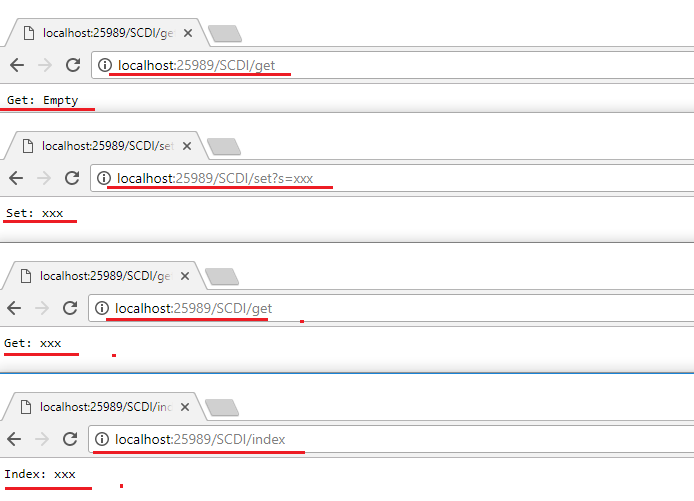 localhost:25989/SCDI/ge
localhost:25989/SCDI/get
Get: Empty
localhost:25989/SCDI/set
localhost:25989/SCDI/set?s=xxx
Set: xxx
localhost:25989/SCDI/ge
localhost:25989/SCDI/get
Get: xxx
localhost:25989/SCDI/inc
localhost:25989/SCDI/index
Index: xxx